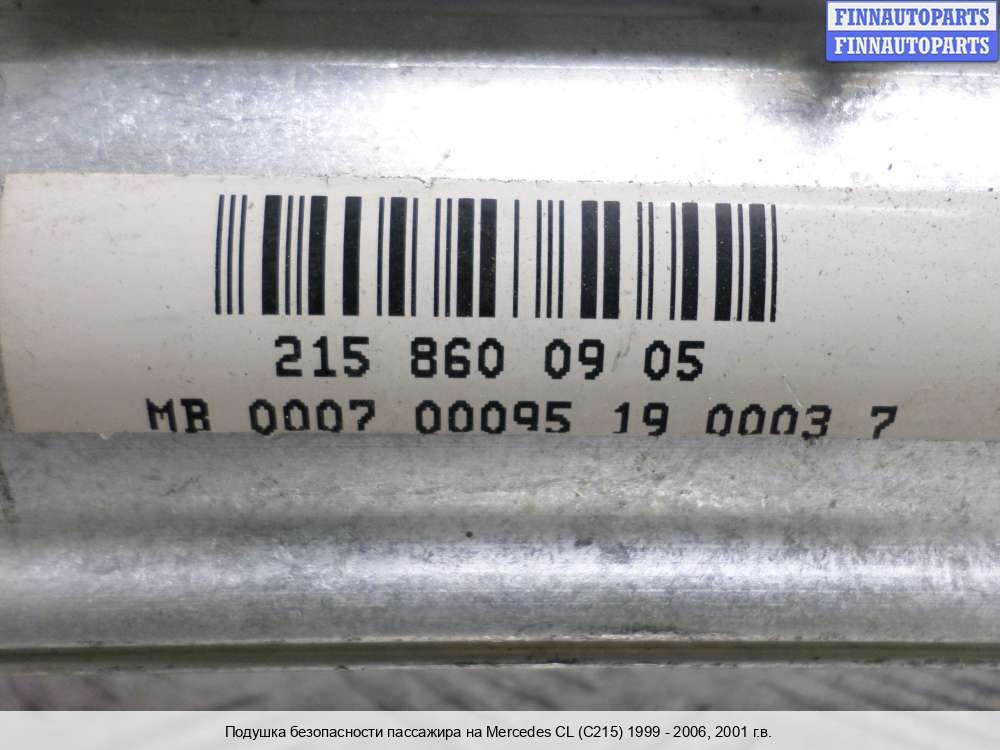 FINNAUTOPARTS
FINNAUTOPARTS
215 860 09 05
MB 0007 00095 19 0003 7
Подушка безопасности пассажира на Mercedes CL (C215) 1999 - 2006, 2001 г.в.